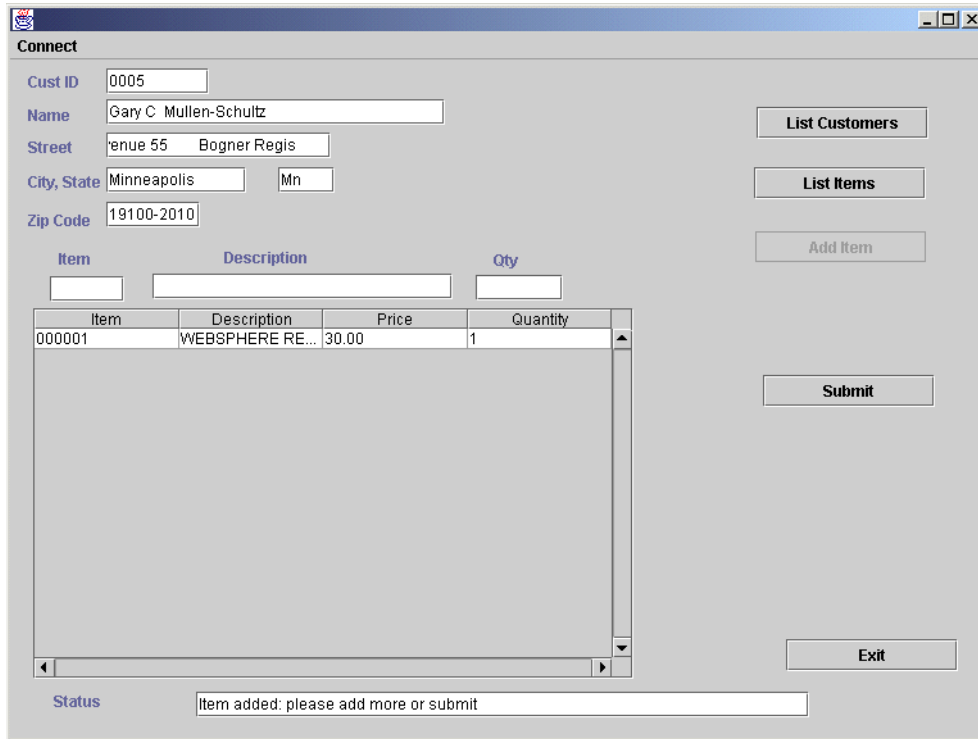 Connect
Cust ID 0005
Name Gary C Mullen-Schultz
List Customers
Street enue 55 Bogner Regis
City, State Minneapolis Mn
List Items
Zip Code 19100-2010
Add Item
Item Description Qty
Item Description Price Quantity
000001 WEBSPHERE RE... 30.00 1
Submit
Exit
Status Item added: please add more or submit